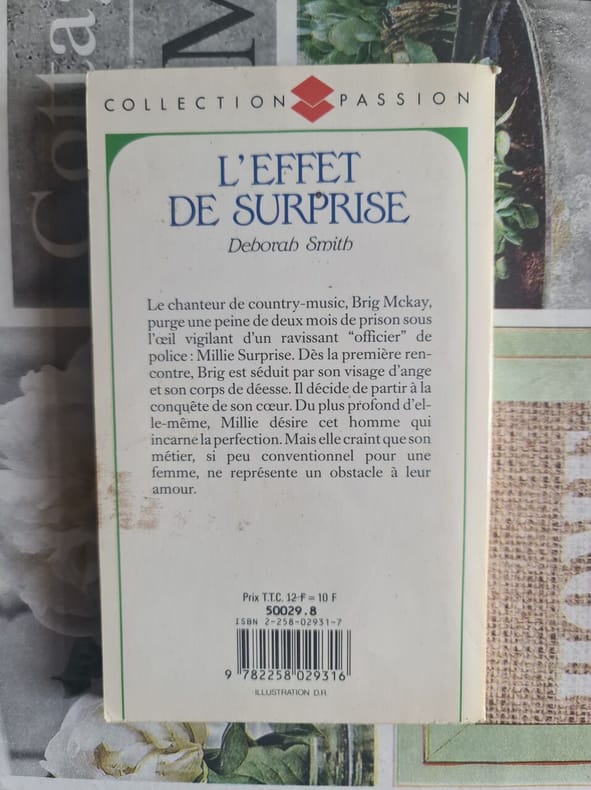 COLLECTION PASSION
L'EFFET
DE SURPRISE
Deborah Smith
Le chanteur de country-music, Brig Mckay,
purge une peine de deux mois de prison sous
l'œil vigilant d'un ravissant "officier" de
police : Millie Surprise. Dès la première ren-
contre, Brig est séduit par son visage d'ange
et son corps de déesse. Il décide de partir à la
conquête de son cœur. Du plus profond d'el-
le-même, Millie désire cet homme qui
incarne la perfection. Mais elle craint que son
métier, si peu conventionnel pour une
femme, ne représente un obstacle à leur
amour.
Prix T.T.C. 12 F = 10 F
50029.8
ISBN 2-258-02931-7
9 782258 029316
ILLUSTRATION D.R.